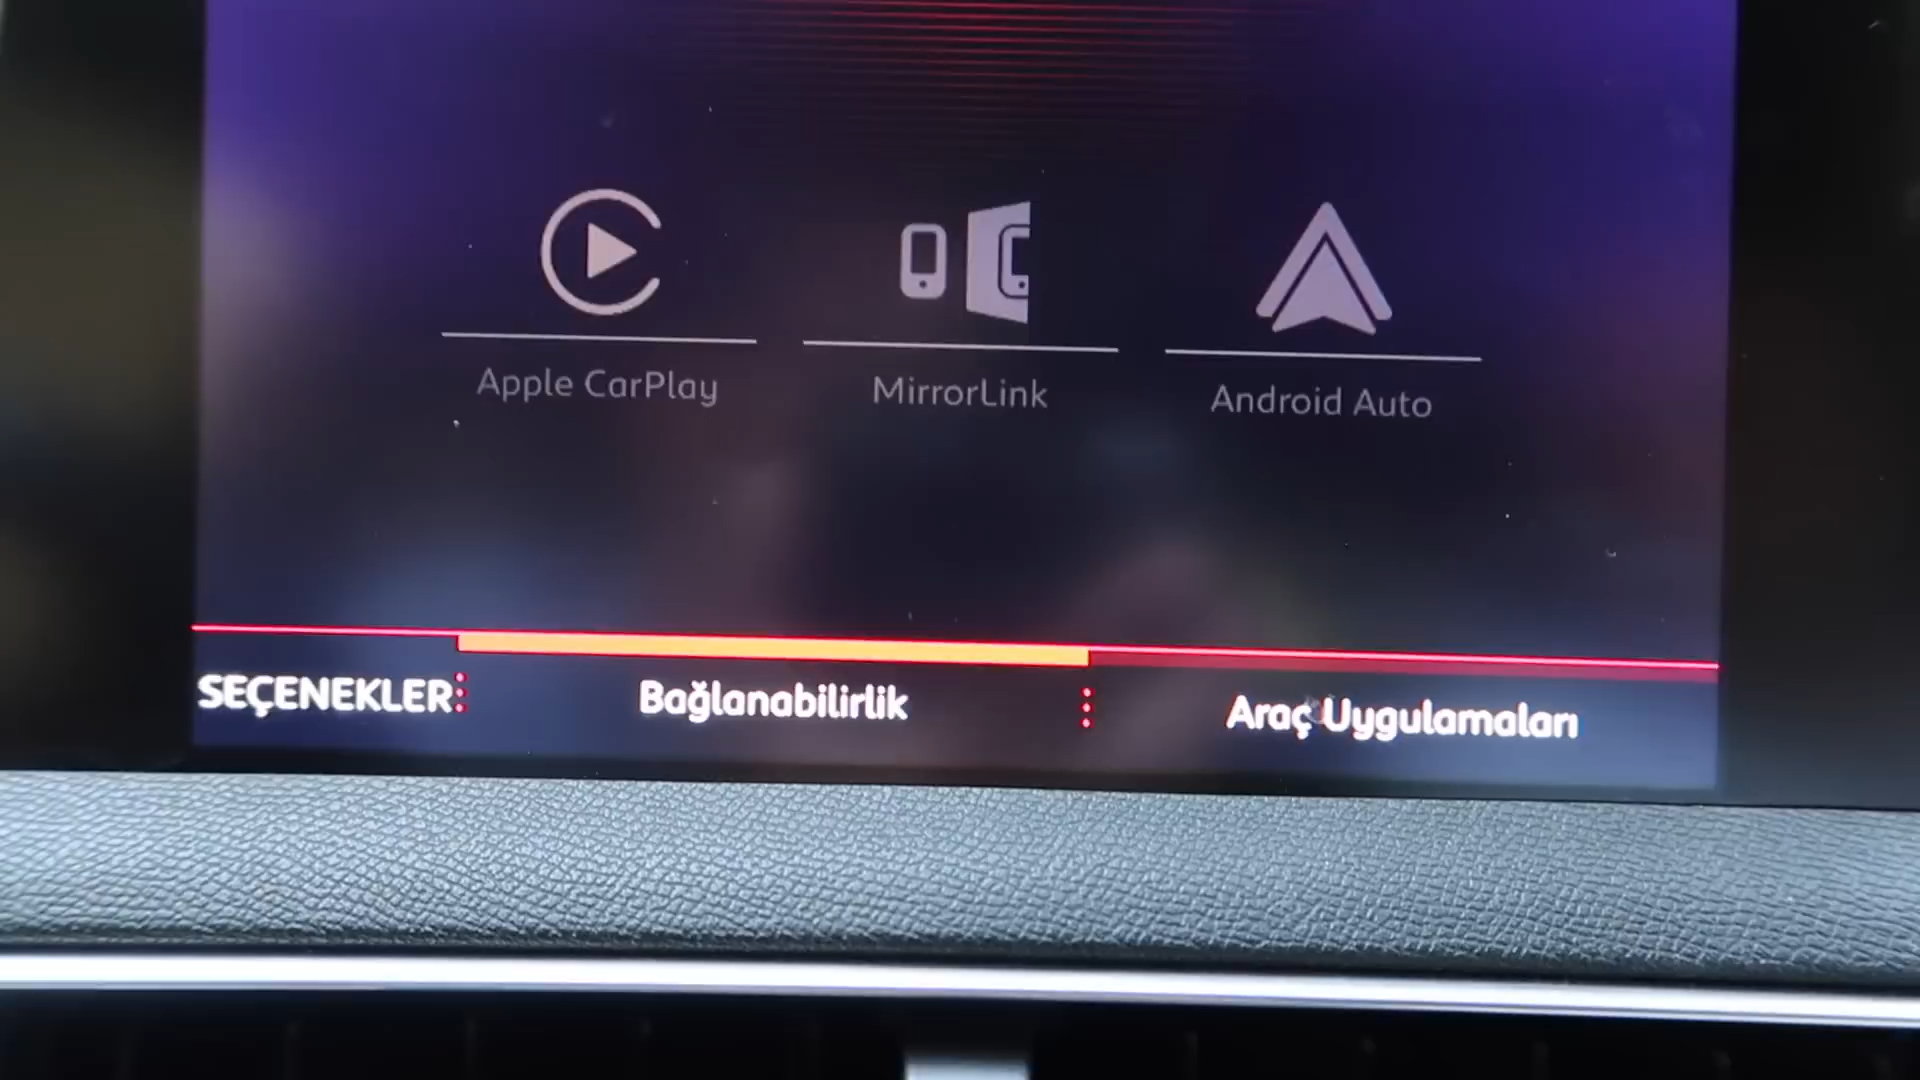 Apple CarPlay
MirrorLink
Android Auto
SEÇENEKLER
Bağlanabilirlik
Araç Uygulamaları